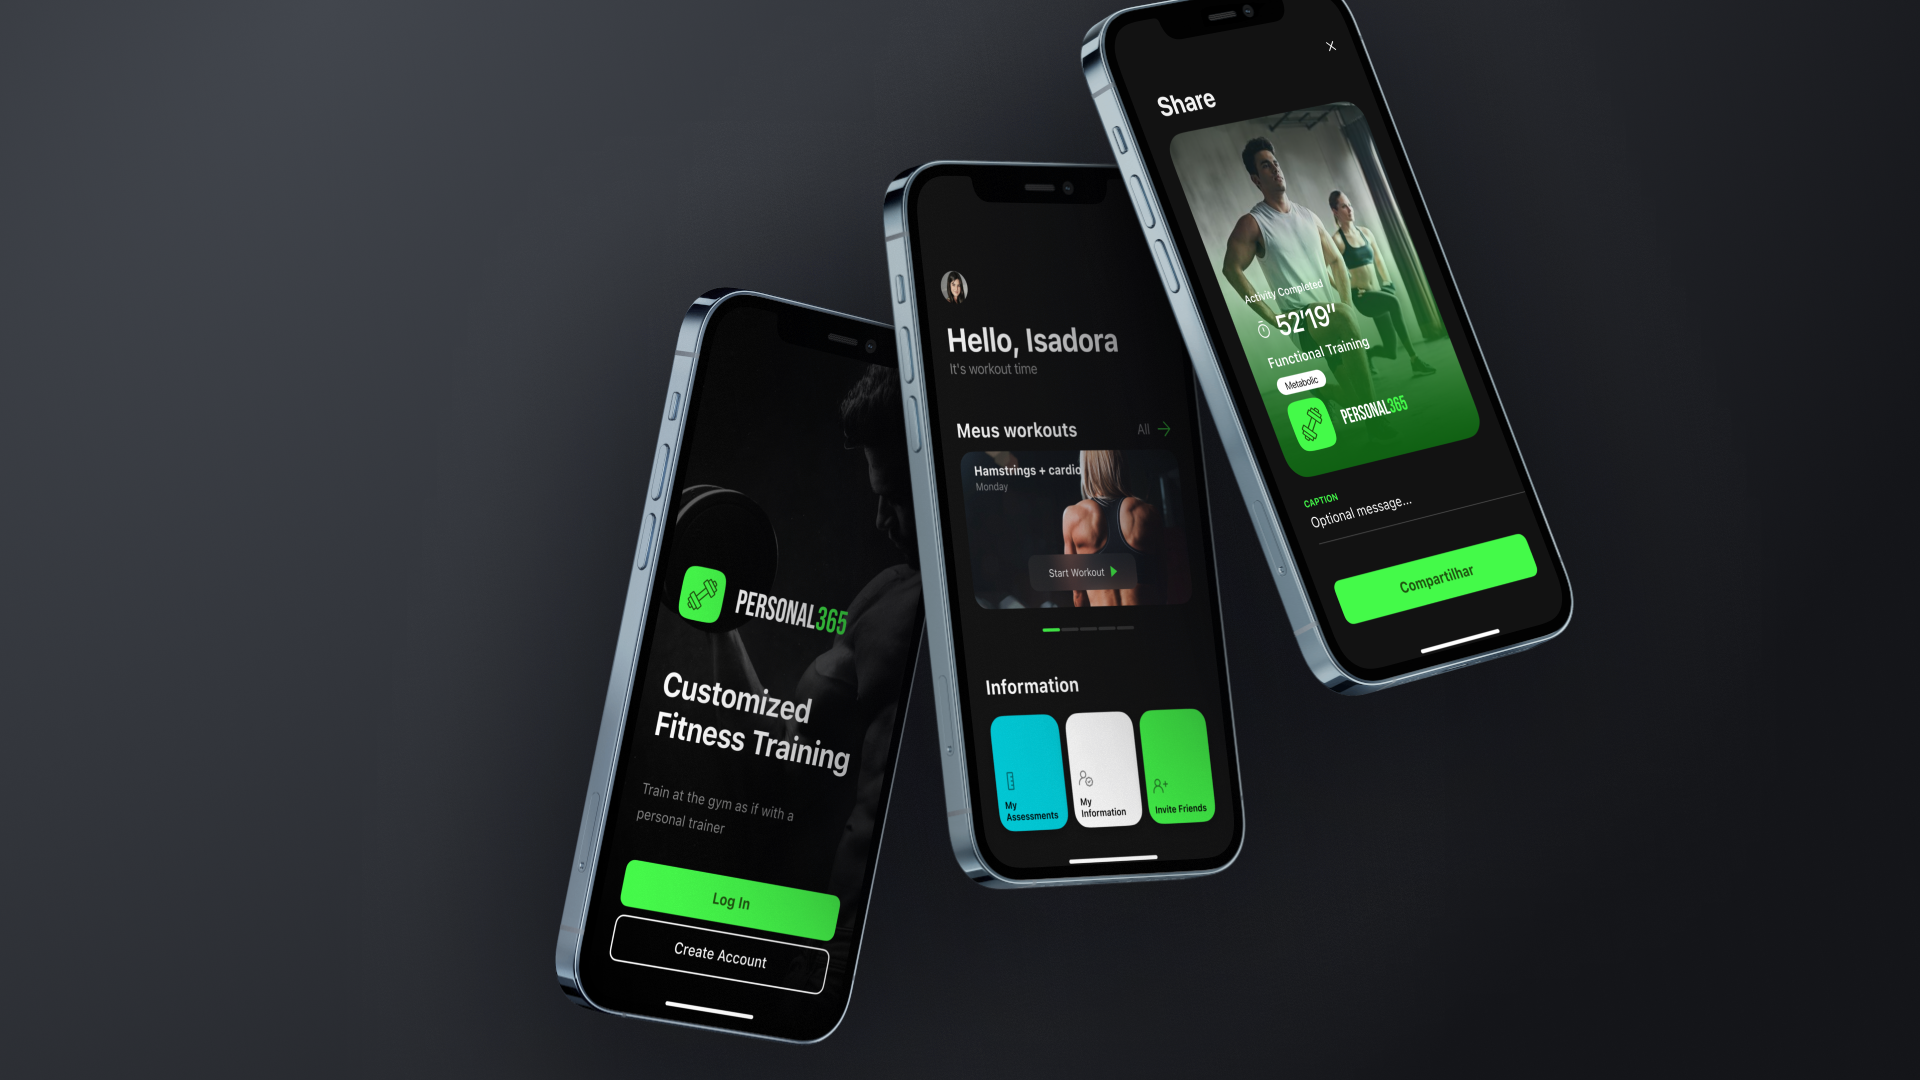 PERSONAL365
Customized
Fitness Training
Train at the gym as if with a
personal trainer
Log In
Create Account
Hello, Isadora
It's workout time
Meus workouts
All
Hamstrings + cardio
Monday
Start Workout
Information
My
Assessments
My
Information
Invite Friends
Share
Activity Completed
52'19"
Functional Training
Metabolic
PERSONAL365
CAPTION
Optional message...
Compartilhar